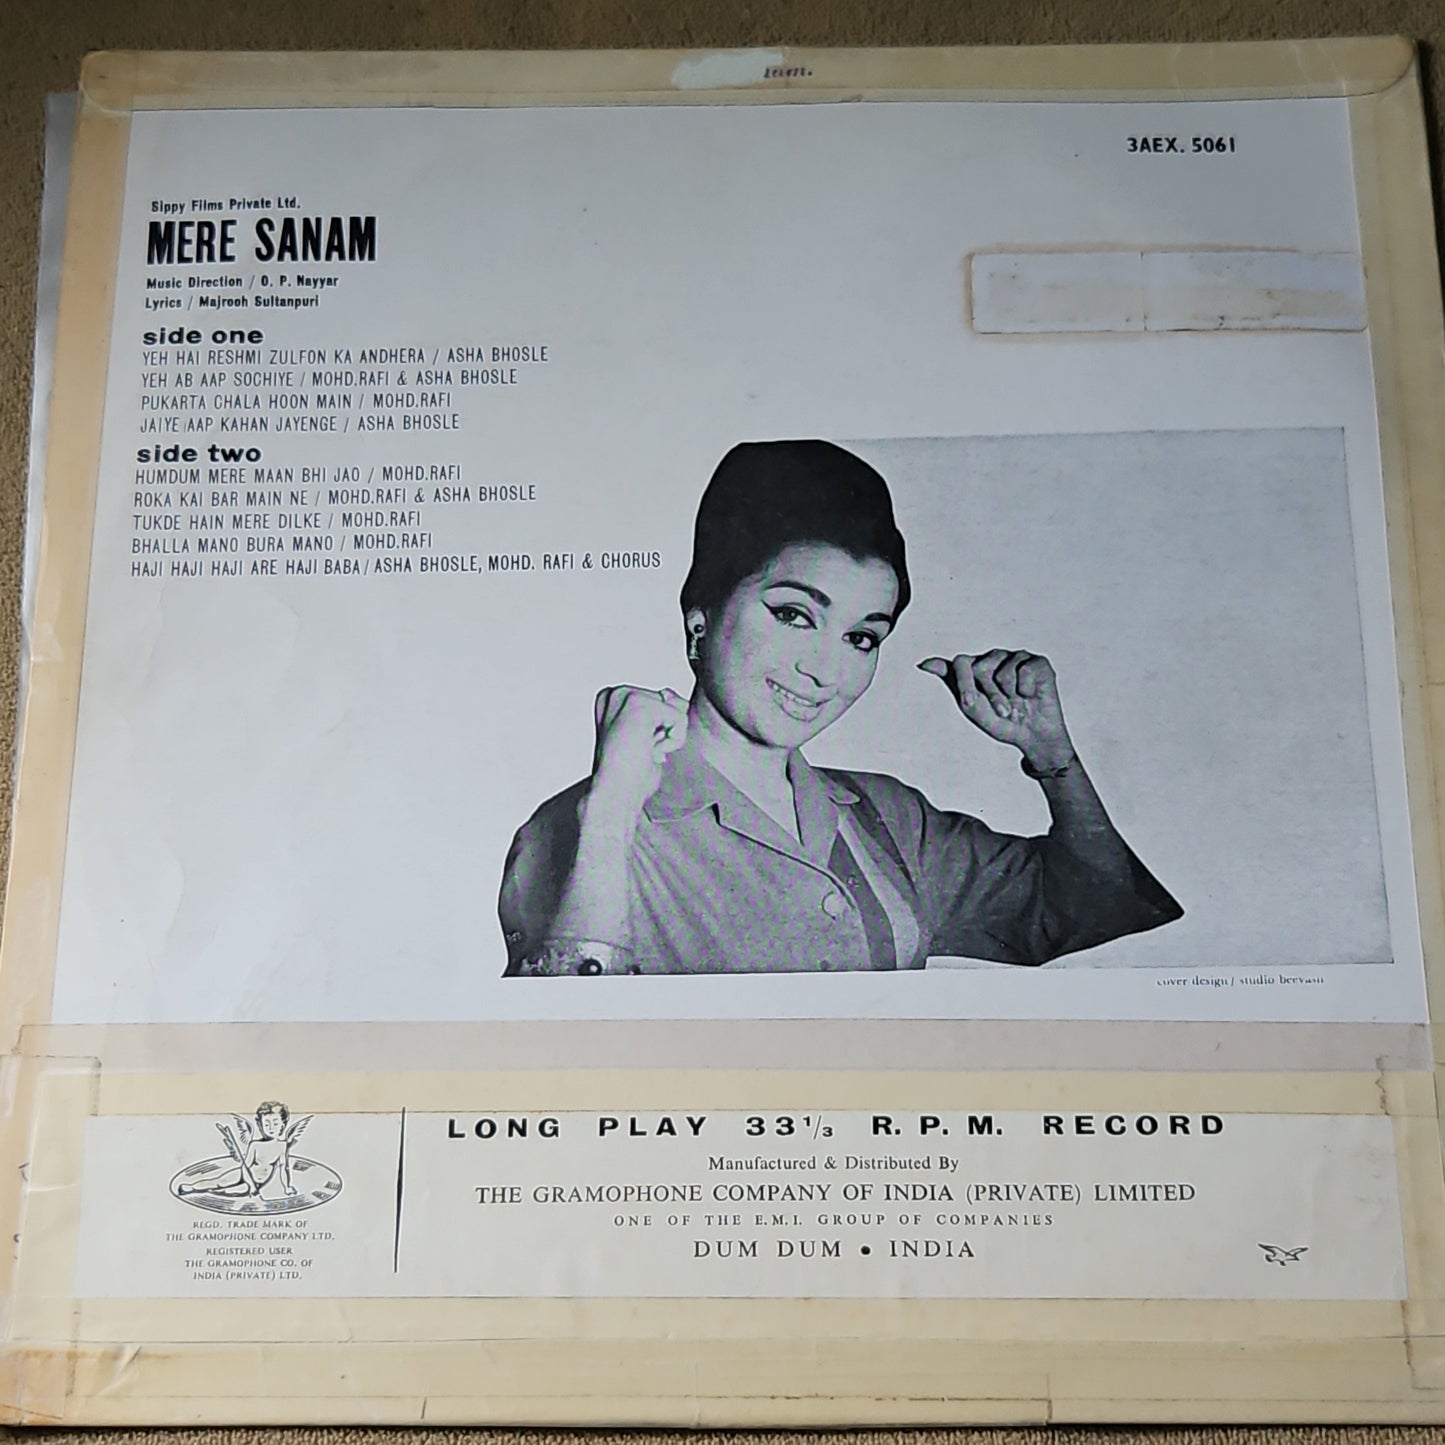 3AEX. 5061
Sippy Films Private Ltd.
MERE SANAM
Music Direction / O. P. Nayyar
Lyrics / Majrooh Sultanpuri
side one
YEH HAI RESHMI ZULFON KA ANDHERA / ASHA BHOSLE
YEH AB AAP SOCHIYE / MOHD.RAFI & ASHA BHOSLE
PUKARTA CHALA HOON MAIN / MOHD.RAFI
JAIYE AAP KAHAN JAYENGE / ASHA BHOSLE
side two
HUMDUM MERE MAAN BHI JAO / MOHD.RAFI
ROKA KAI BAR MAIN NE / MOHD.RAFI & ASHA BHOSLE
TUKDE HAIN MERE DILKE / MOHD.RAFI
BHALLA MANO BURA MANO / MOHD.RAFI
HAJI HAJI HAJI ARE HAJI BABA / ASHA BHOSLE, MOHD. RAFI & CHORUS
cover design / studio
LONG PLAY 33 1/3 R. P. M. RECORD
Manufactured & Distributed By
THE GRAMOPHONE COMPANY OF INDIA (PRIVATE) LIMITED
ONE OF THE E.M.I. GROUP OF COMPANIES
DUM DUM • INDIA
REGD. TRADE MARK OF
THE GRAMOPHONE COMPANY LTD.
REGISTERED USER
THE GRAMOPHONE CO. OF
INDIA (PRIVATE) LTD.